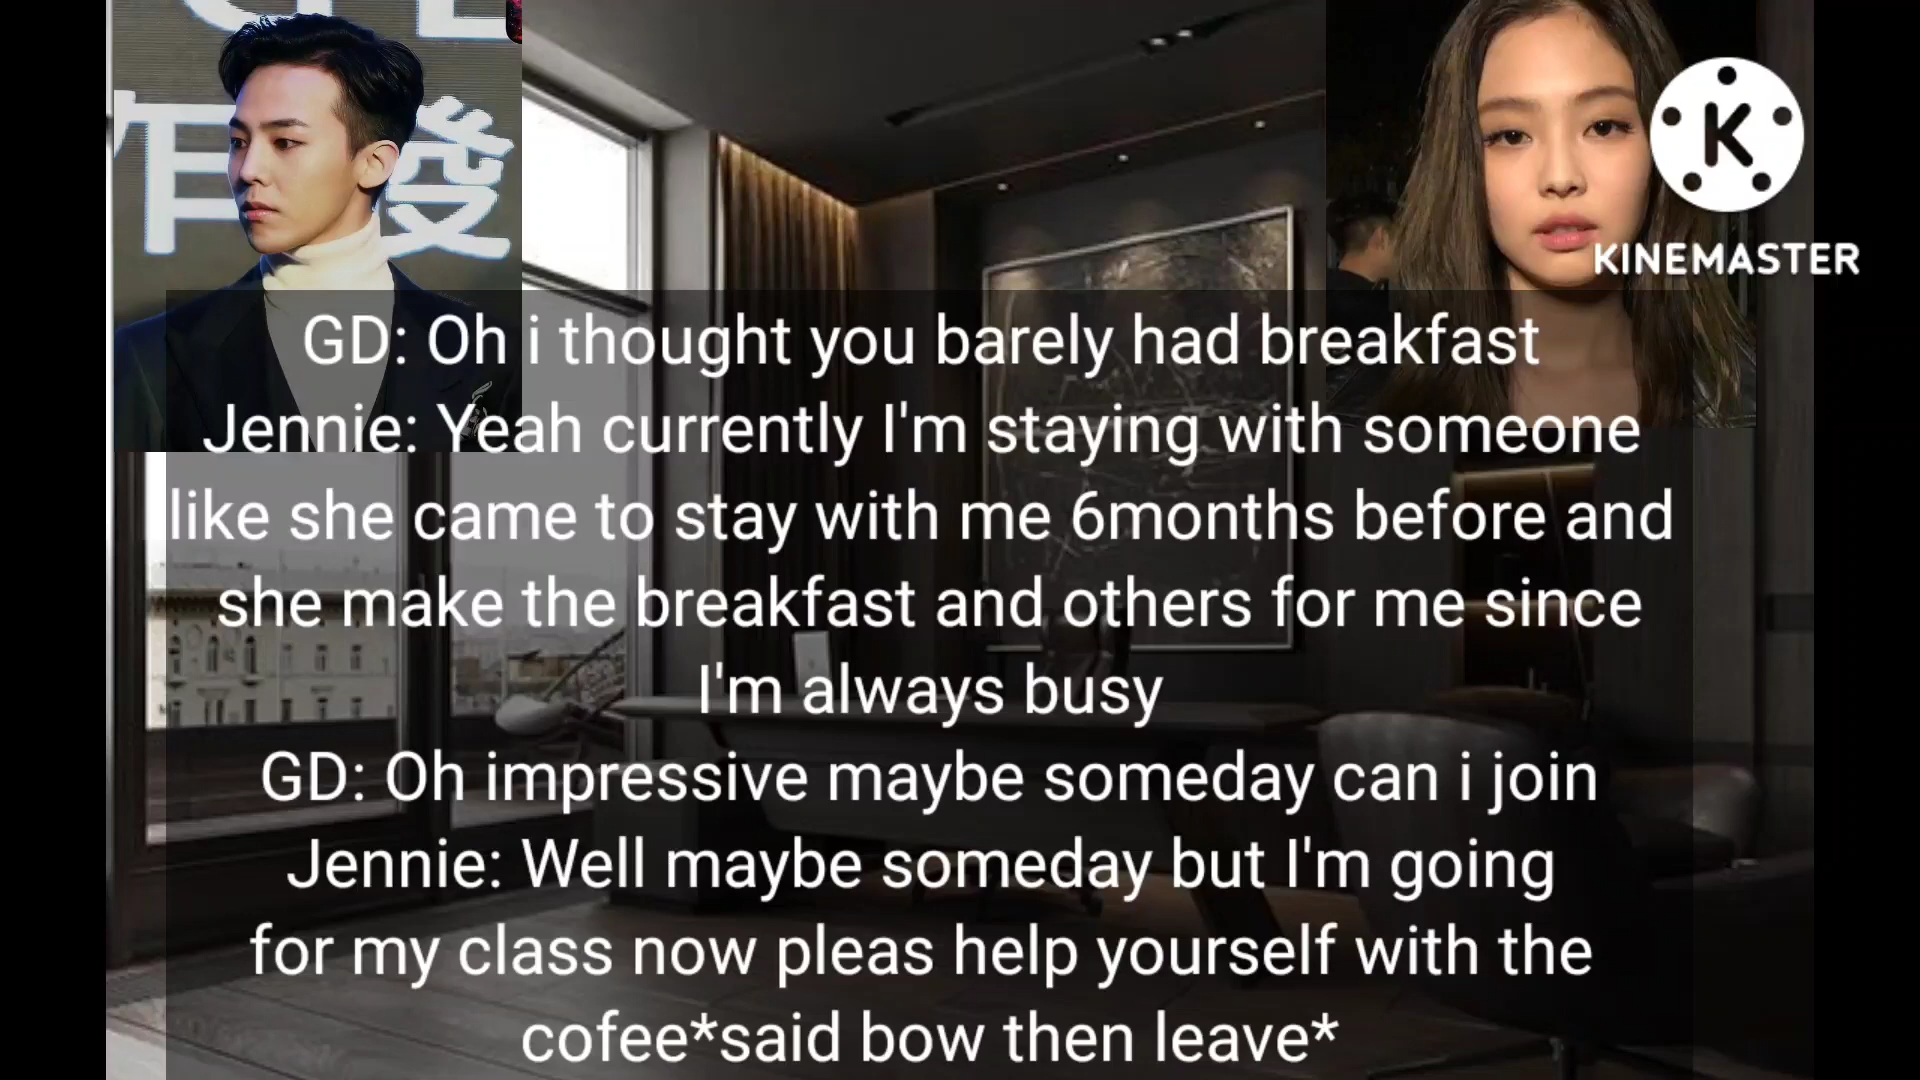 乍發
KINEMASTER
GD: Oh i thought you barely had breakfast
Jennie: Yeah currently I'm staying with someone
like she came to stay with me 6months before and
she make the breakfast and others for me since
I'm always busy
GD: Oh impressive maybe someday can i join
Jennie: Well maybe someday but I'm going
for my class now pleas help yourself with the
cofee*said bow then leave*